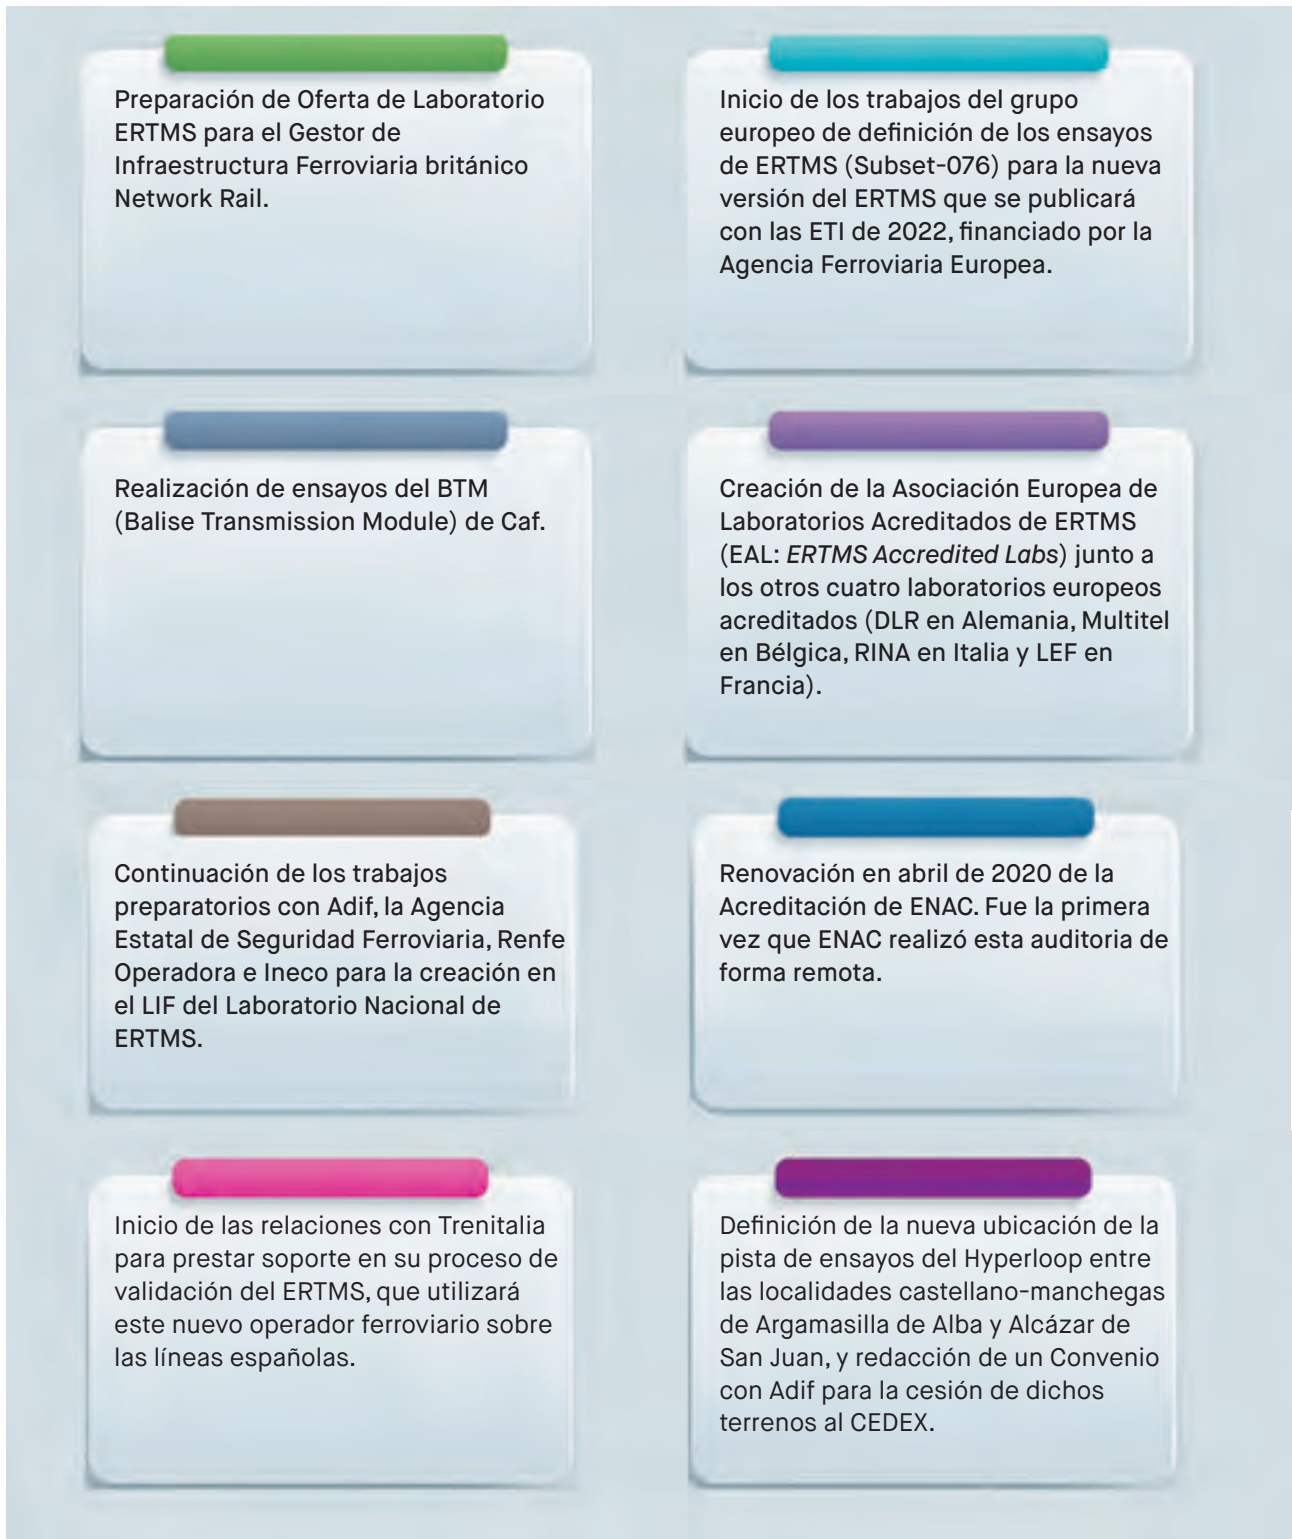 Preparación de Oferta de Laboratorio
ERTMS para el Gestor de
Infraestructura Ferroviaria británico
Network Rail.
Inicio de los trabajos del grupo
europeo de definición de los ensayos
de ERTMS (Subset-076) para la nueva
versión del ERTMS que se publicará
con las ETI de 2022, financiado por la
Agencia Ferroviaria Europea.
Realización de ensayos del BTM
(Balise Transmission Module) de Caf.
Creación de la Asociación Europea de
Laboratorios Acreditados de ERTMS
(EAL: ERTMS Accredited Labs) junto a
los otros cuatro laboratorios europeos
acreditados (DLR en Alemania, Multitel
en Bélgica, RINA en Italia y LEF en
Francia).
Continuación de los trabajos
preparatorios con Adif, la Agencia
Estatal de Seguridad Ferroviaria, Renfe
Operadora e Ineco para la creación en
el LIF del Laboratorio Nacional de
ERTMS.
Renovación en abril de 2020 de la
Acreditación de ENAC. Fue la primera
vez que ENAC realizó esta auditoria de
forma remota.
Inicio de las relaciones con Trenitalia
para prestar soporte en su proceso de
validación del ERTMS, que utilizará
este nuevo operador ferroviario sobre
las líneas españolas.
Definición de la nueva ubicación de la
pista de ensayos del Hyperloop entre
las localidades castellano-manchegas
de Argamasilla de Alba y Alcázar de
San Juan, y redacción de un Convenio
con Adif para la cesión de dichos
terrenos al CEDEX.